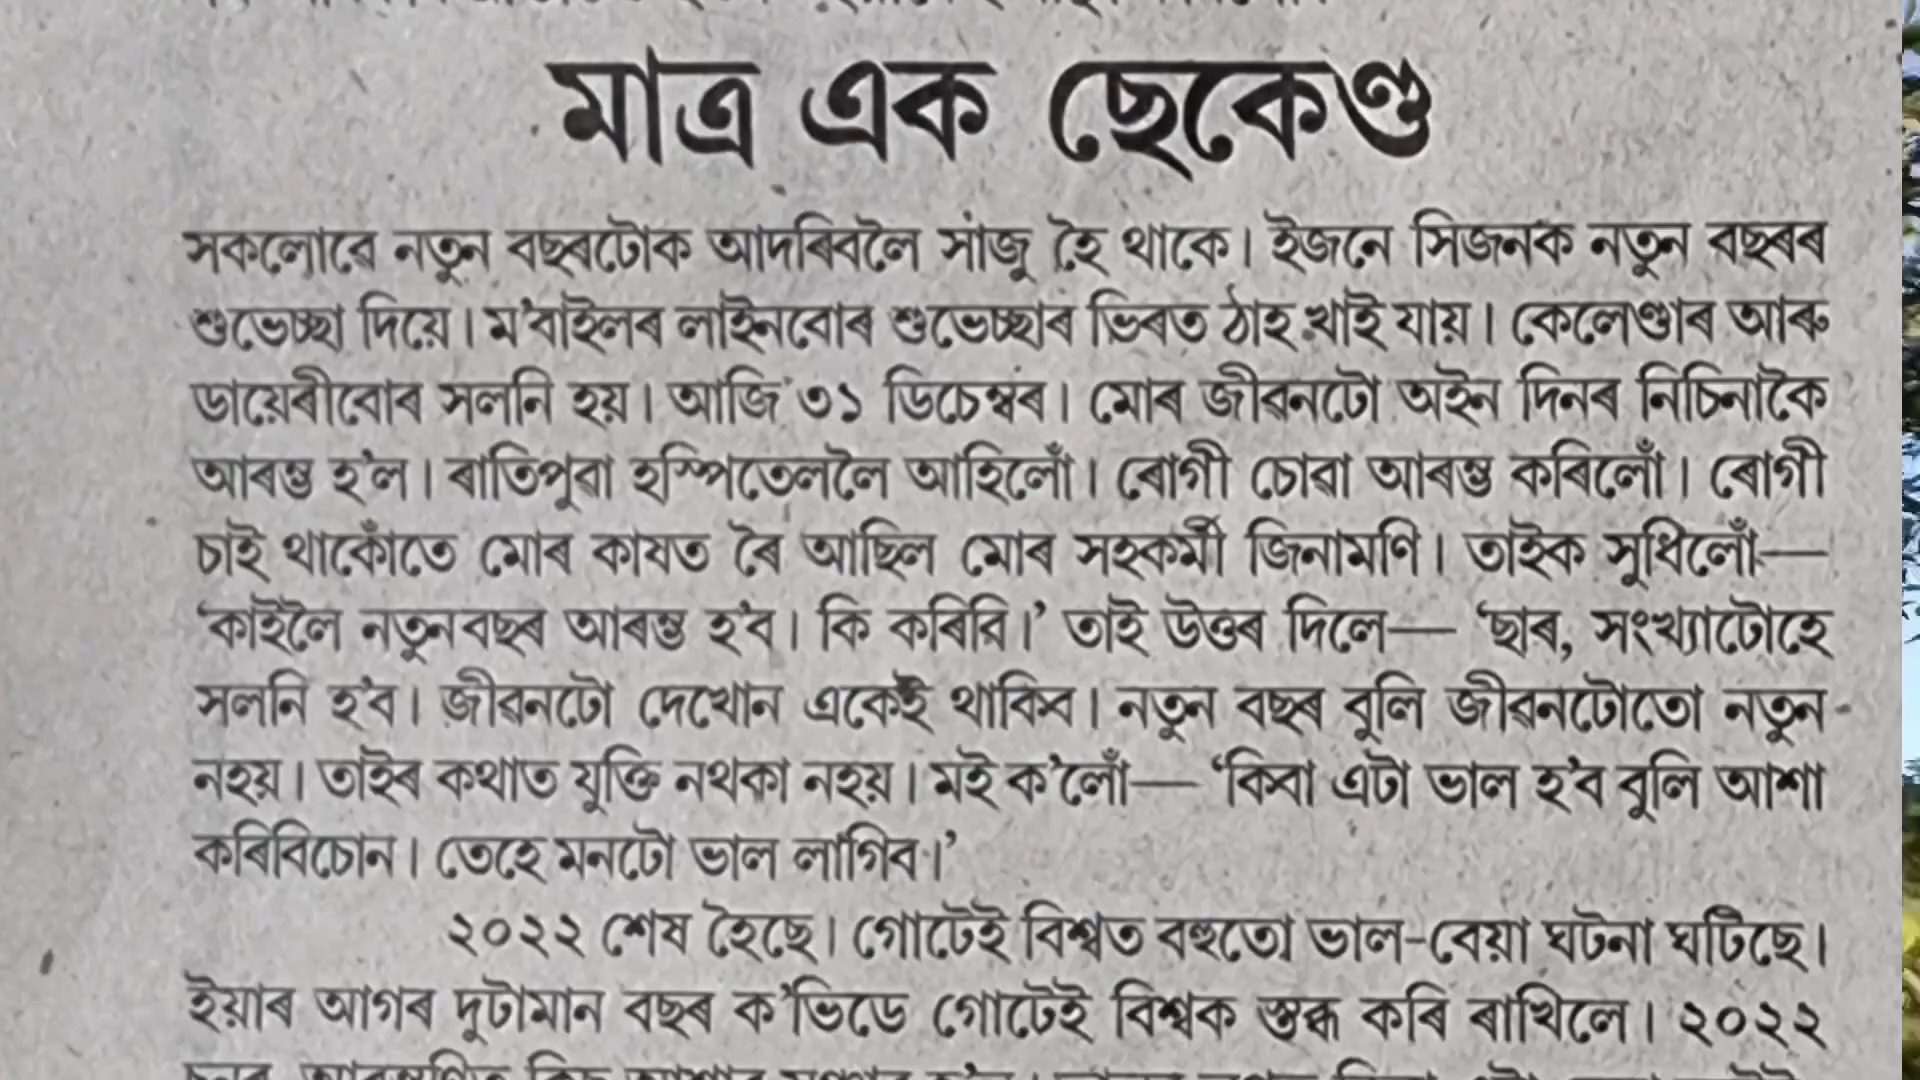 মাত্ৰ এক ছেকেণ্ড
সকলোৱে নতুন বছৰটোক আদৰিবলৈ সাজু হৈ থাকে। ইজনে সিজনক নতুন বছৰৰ
শুভেচ্ছা দিয়ে। ম'বাইলৰ লাইনবোৰ শুভেচ্ছাৰ ভিৰত ঠাহ খাই যায়। কেলেণ্ডাৰ আৰু
ডায়েৰীবোৰ সলনি হয়। আজি ৩১ ডিচেম্বৰ। মোৰ জীৱনটো অইন দিনৰ নিচিনাকৈ
আৰম্ভ হ'ল। ৰাতিপুৱা হস্পিতেললৈ আহিলোঁ। ৰোগী চোৱা আৰম্ভ কৰিলোঁ। ৰোগী
চাই থাকোঁতে মোৰ কাষত ৰৈ আছিল মোৰ সহকৰ্মী জিনামণি। তাইক সুধিলোঁ—
‘কাইলৈ নতুনবছৰ আৰম্ভ হ'ব। কি কৰিবি।’ তাই উত্তৰ দিলে— ‘ছাৰ, সংখ্যাটোহে
সলনি হ'ব। জীৱনটো দেখোন একেই থাকিব। নতুন বছৰ বুলি জীৱনটোতো নতুন
নহয়। তাইৰ কথাত যুক্তি নথকা নহয়। মই ক'লোঁ— ‘কিবা এটা ভাল হ'ব বুলি আশা
কৰিবিচোন। তেহে মনটো ভাল লাগিব।’
২০২২ শেষ হৈছে। গোটেই বিশ্বত বহুতো ভাল-বেয়া ঘটনা ঘটিছে।
ইয়াৰ আগৰ দুটামান বছৰ ক'ভিডে গোটেই বিশ্বক স্তব্ধ কৰি ৰাখিলে। ২০২২